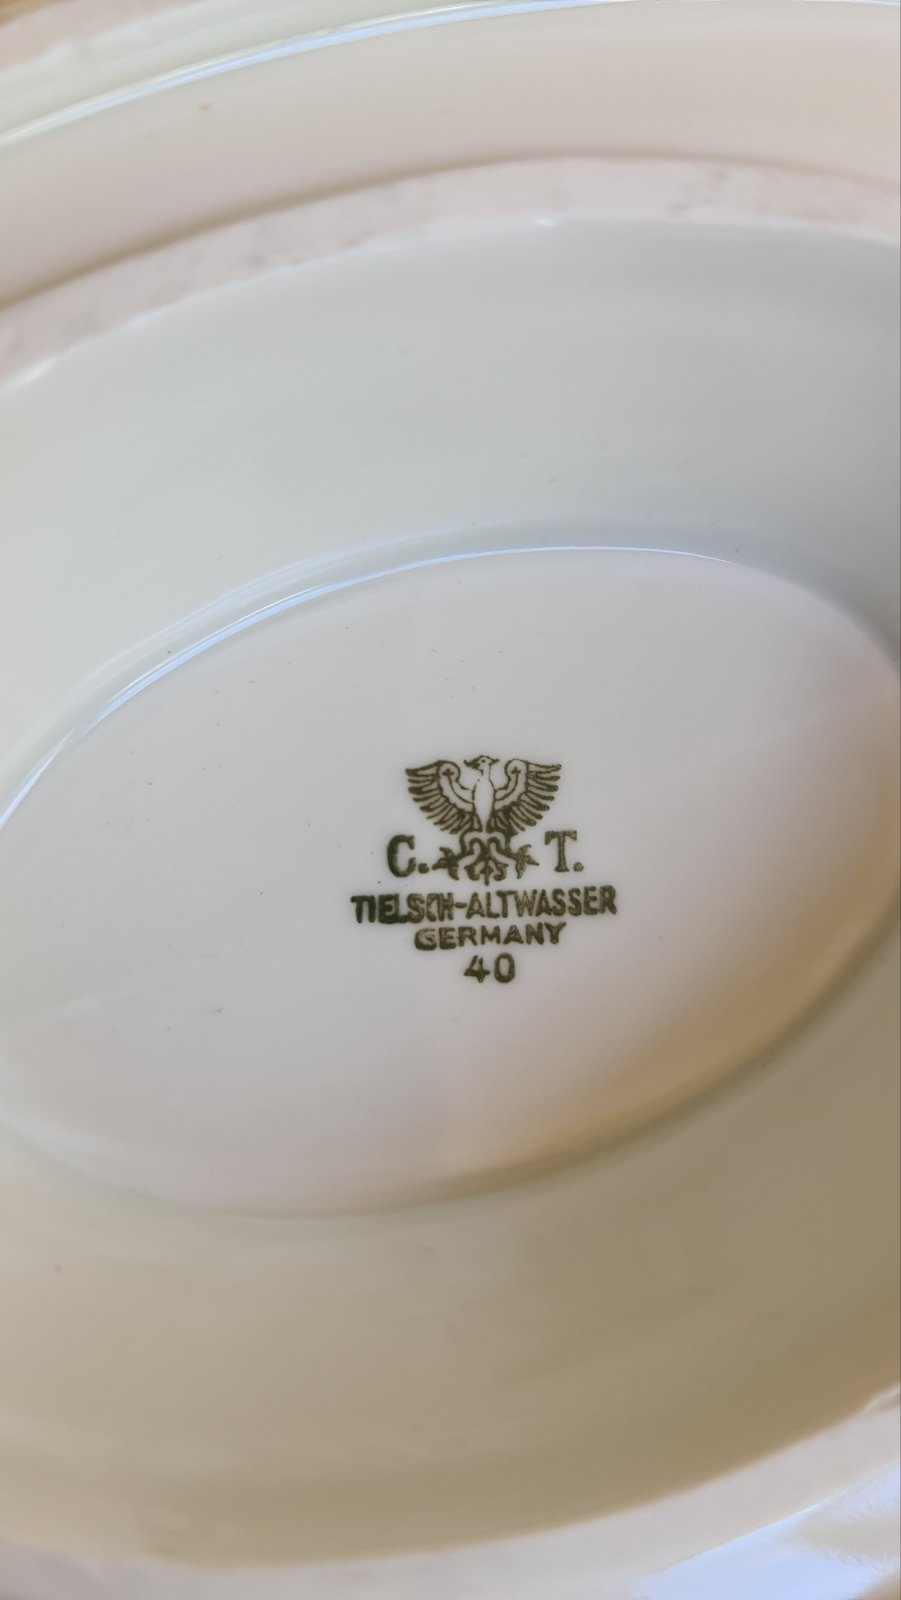 C. T.
TIELSCH-ALTWASSER
GERMANY
40